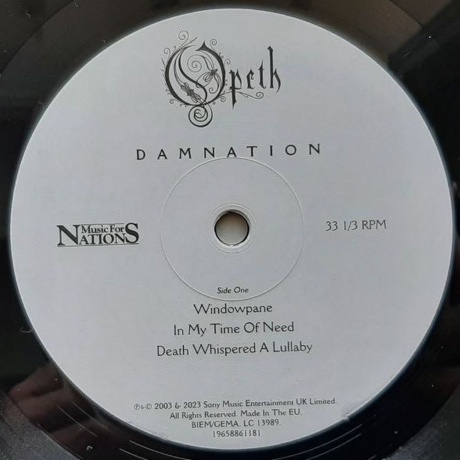 Opeth
DAMNATION
Music For
NATIONS
33 1/3 RPM
Side One
Windowpane
In My Time Of Need
Death Whispered A Lullaby
℗&© 2003 & 2023 Sony Music Entertainment UK Limited.
All Rights Reserved. Made In The EU.
BIEM/GEMA. LC 13989.
19658861181